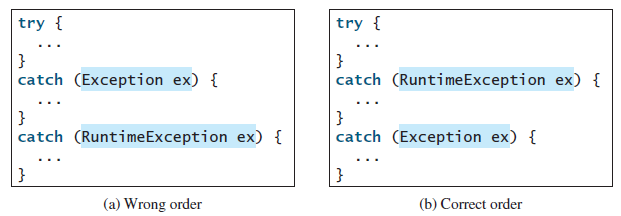 try {
...
}
catch (Exception ex) {
...
}
catch (RuntimeException ex) {
...
}
(a) Wrong order
try {
...
}
catch (RuntimeException ex) {
...
}
catch (Exception ex) {
...
}
(b) Correct order